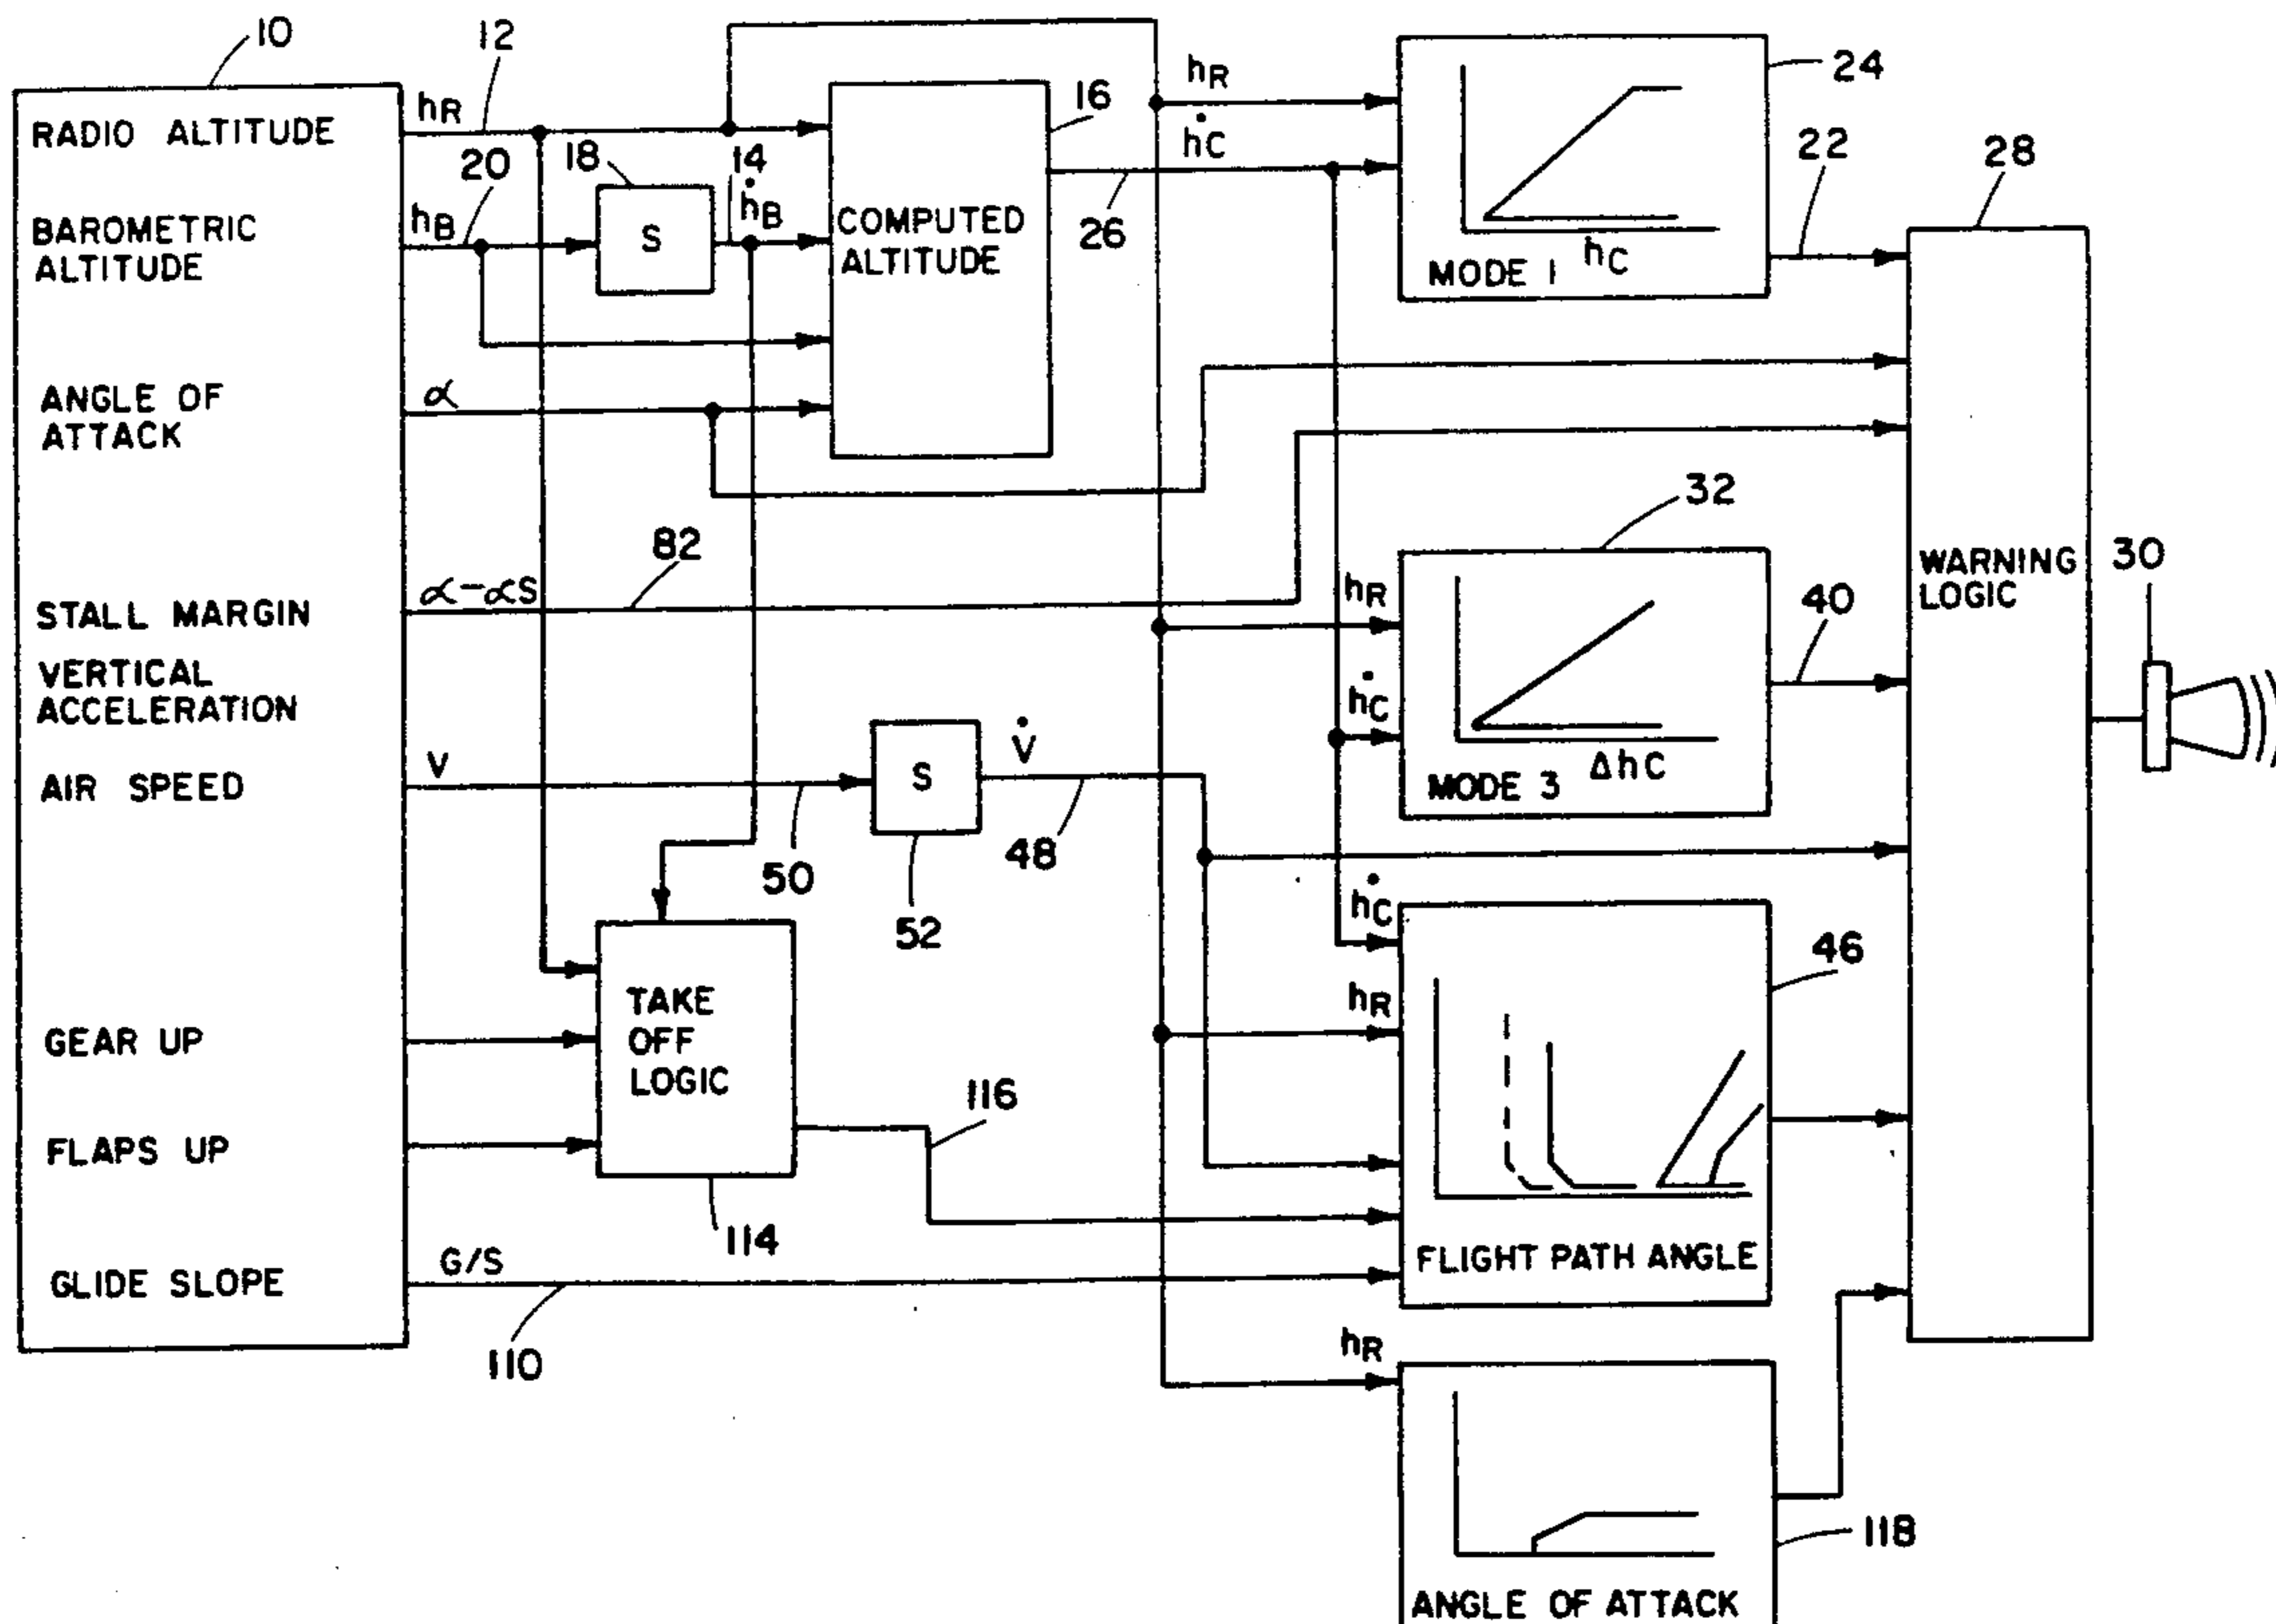 10
12
hR
RADIO ALTITUDE
20
18
14
ḣB
hB
BAROMETRIC
ALTITUDE
S
16
COMPUTED
ALTITUDE
hR
ḣC
26
24
hC
MODE 1
22
28
WARNING
LOGIC
30
α
ANGLE OF
ATTACK
α-αS
82
STALL MARGIN
VERTICAL
ACCELERATION
32
hR
ḣC
ΔhC
MODE 3
40
V
AIR SPEED
50
S
52
V̇
48
TAKE
OFF
LOGIC
114
116
GEAR UP
FLAPS UP
G/S
GLIDE SLOPE
110
ḣC
hR
46
FLIGHT PATH ANGLE
hR
ANGLE OF ATTACK
118